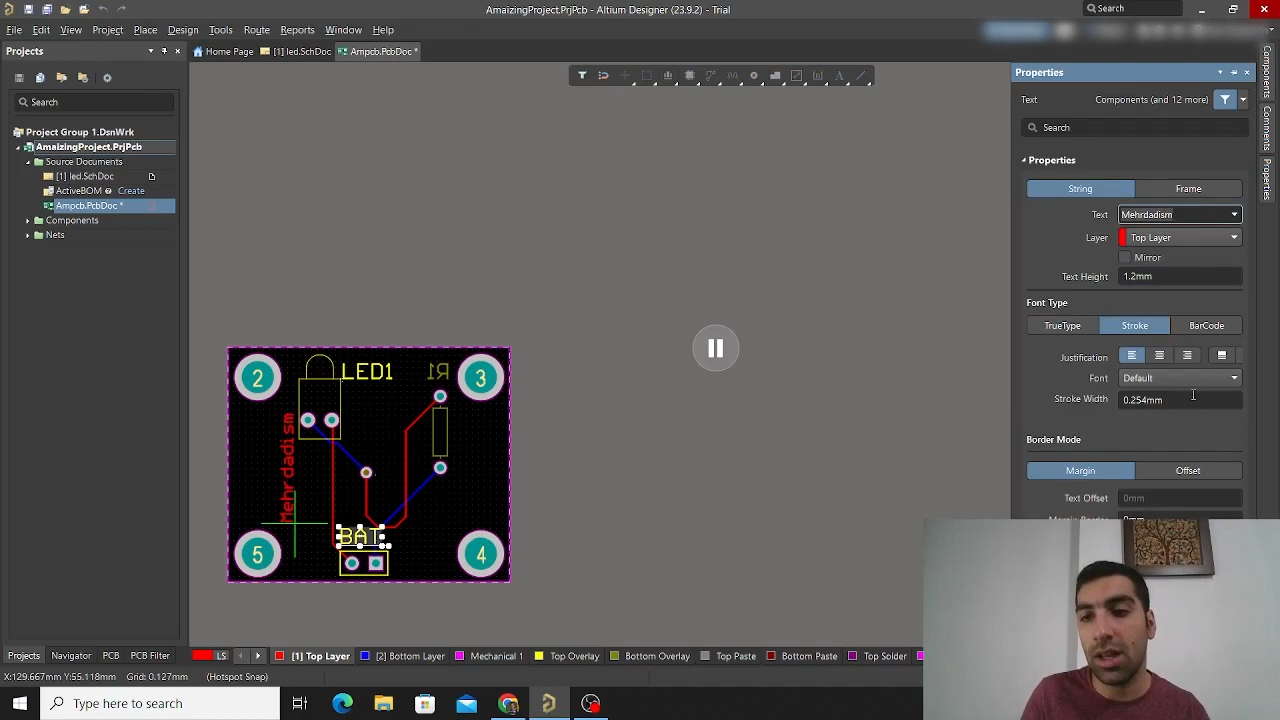 AmaizingProject.PrjPcb - Altium Designer (23.9.2) - Trial
Search
File Edit View Project Place Design Tools Route Reports Window Help
Projects
Home Page
[1] led.SchDoc
Ampcb.PcbDoc *
Search
Project Group 1.DsnWrk
AmaizingProject.PrjPcb
Source Documents
[1] led.SchDoc
ActiveBOM Create
Ampcb.PcbDoc *
Components
Nets
2
LED1
R1
3
Mehrdadism
BAT
5
4
Properties
Text Components (and 12 more)
Search
Properties
String Frame
Text Mehrdadism
Layer Top Layer
Mirror
Text Height 1.2mm
Font Type
TrueType Stroke BarCode
Justification
Font Default
Stroke Width 0.254mm
Border Mode
Margin Offset
Text Offset 0mm
Components
Comments
Properties
Projects Navigator PCB PCB Filter
LS [1] Top Layer [2] Bottom Layer Mechanical 1 Top Overlay Bottom Overlay Top Paste Bottom Paste Top Solder
X:129.667mm Y:55.118mm Grid: 0.127mm (Hotspot Snap)
Type here to search